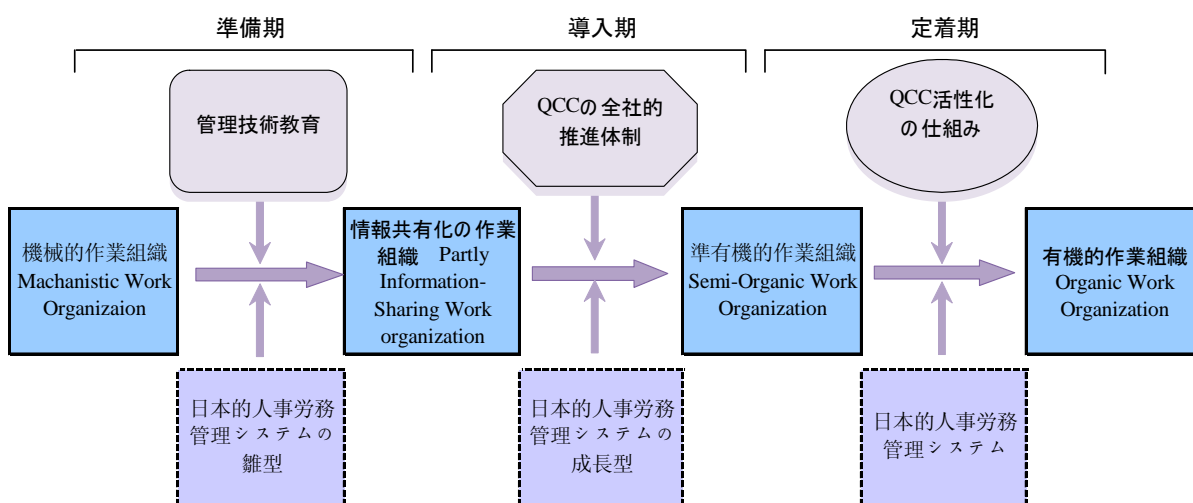 準備期
導入期
定着期
管理技術教育
QCCの全社的
推進体制
QCC活性化
の仕組み
機械的作業組織
Machanistic Work
Organizaion
情報共有化の作業
組織 Partly
Information-
Sharing Work
organization
準有機的作業組織
Semi-Organic Work
Organization
有機的作業組織
Organic Work
Organization
日本的人事労務
管理システムの
雛型
日本的人事労務
管理システムの
成長型
日本的人事労務
管理システム